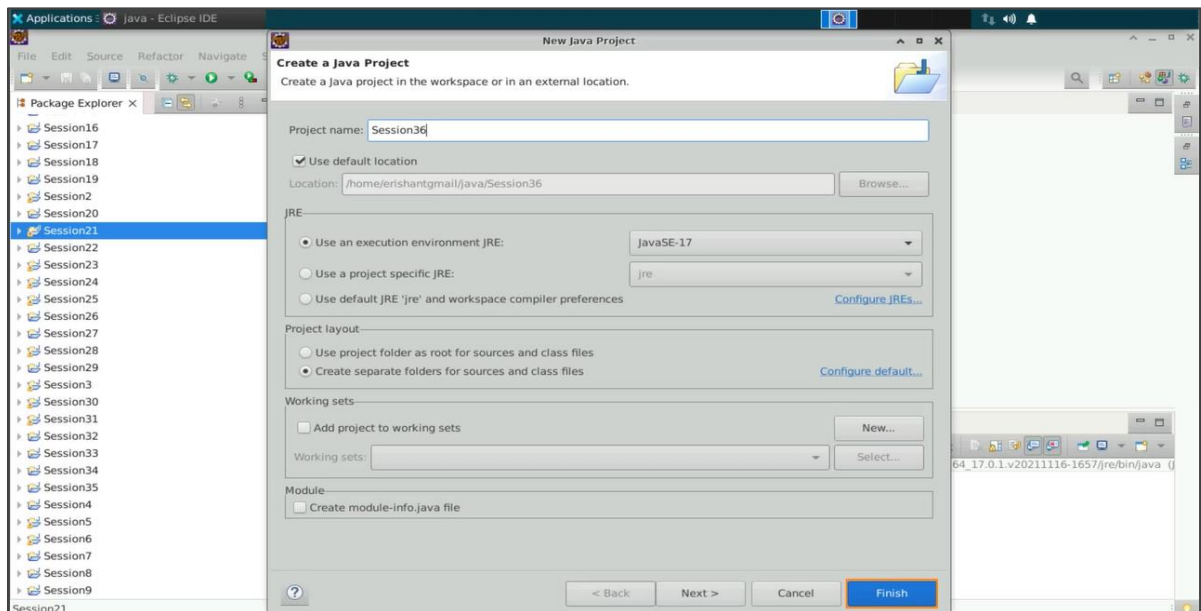 Applications : java - Eclipse IDE
New Java Project
File Edit Source Refactor Navigate
Create a Java Project
Create a Java project in the workspace or in an external location.
Package Explorer
Project name: Session36
Use default location
Location: /home/erishantgmail/java/Session36 Browse...
JRE
Use an execution environment JRE: JavaSE-17
Use a project specific JRE: jre
Use default JRE 'jre' and workspace compiler preferences Configure JREs...
Project layout
Use project folder as root for sources and class files
Create separate folders for sources and class files Configure default...
Working sets
Add project to working sets New...
Working sets: Select...
Module
Create module-info.java file
? < Back Next > Cancel Finish
Session16
Session17
Session18
Session19
Session2
Session20
Session21
Session22
Session23
Session24
Session25
Session26
Session27
Session28
Session29
Session3
Session30
Session31
Session32
Session33
Session34
Session35
Session4
Session5
Session6
Session7
Session8
Session9
Session21
64_17.0.1.v20211116-1657/jre/bin/java (J